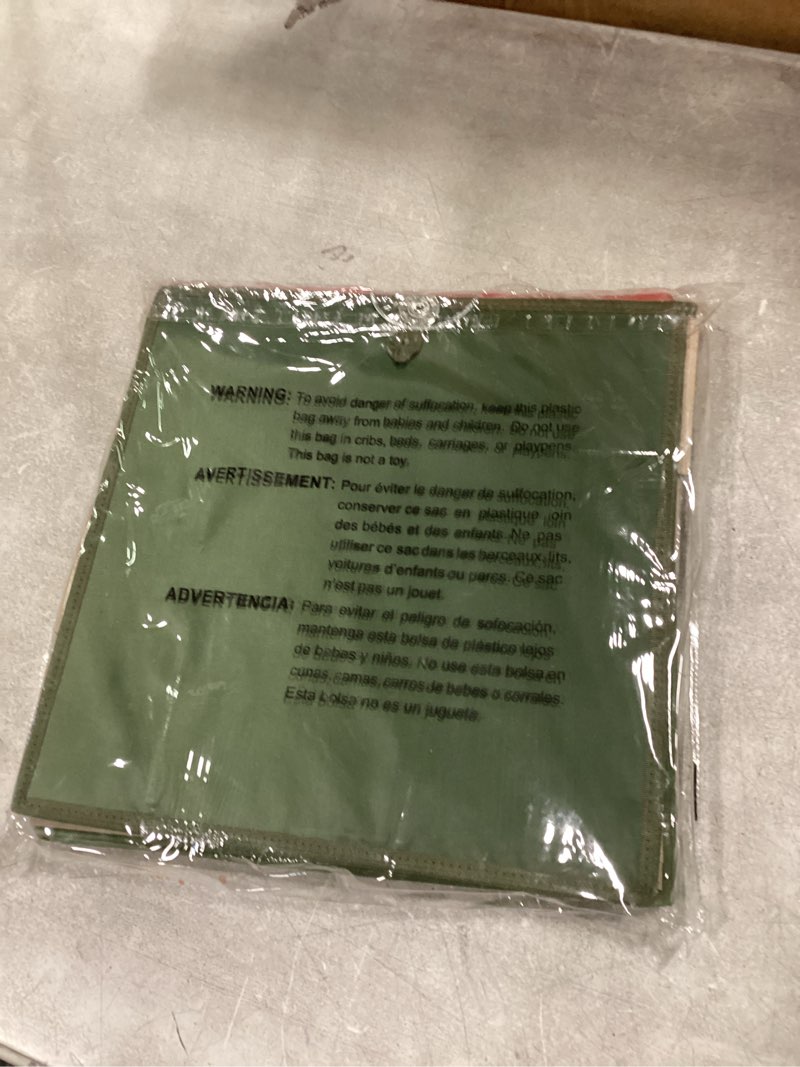 WARNING: To avoid danger of suffocation, keep this plastic
bag away from babies and children. Do not use
this bag in cribs, beds, carriages, or playpens.
This bag is not a toy.
AVERTISSEMENT: Pour éviter le danger de suffocation,
conserver ce sac en plastique loin
des bébés et des enfants. Ne pas
utiliser ce sac dans les berceaux, lits,
voitures d'enfants ou parcs. Ce sac
n'est pas un jouet.
ADVERTENCIA: Para evitar el peligro de sofocación,
mantenga esta bolsa de plástico lejos
de bebes y niños. No use esta bolsa en
cunas, camas, carros de bebes o corrales.
Esta bolsa no es un juguete.